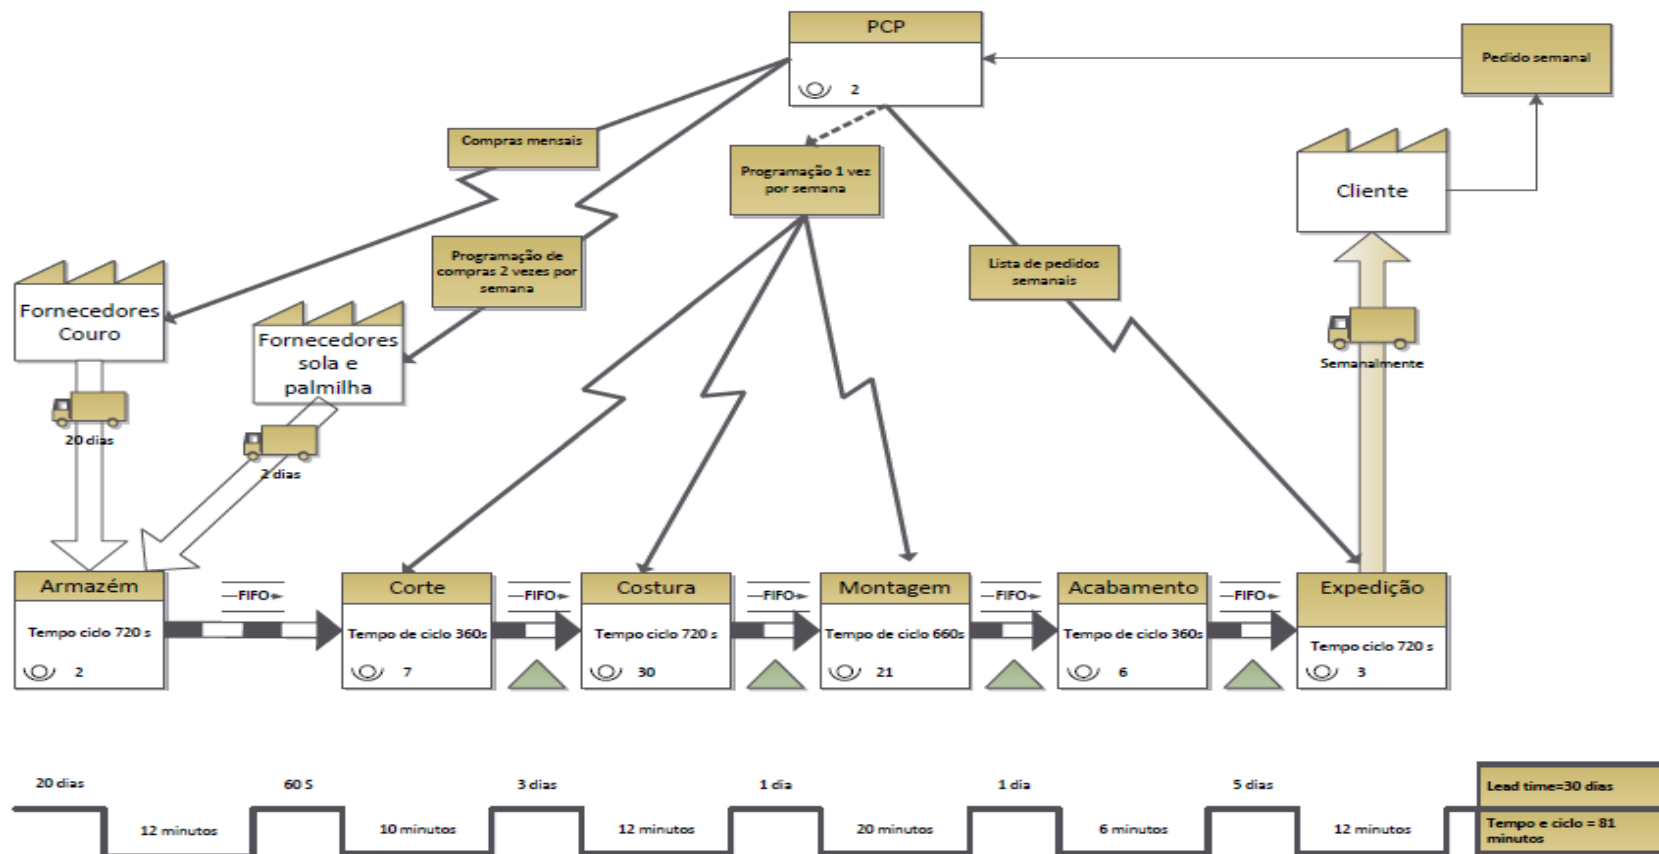 PCP
2
Pedido semanal
Compras mensais
Programação 1 vez
por semana
Cliente
Programação de
compras 2 vezes por
semana
Lista de pedidos
semanais
Fornecedores
Couro
Fornecedores
sola e
palmilha
Semanalmente
20 dias
2 dias
Armazém
Tempo ciclo 720 s
2
FIFO
Corte
Tempo de ciclo 360s
7
FIFO
Costura
Tempo ciclo 720 s
30
FIFO
Montagem
Tempo de ciclo 660s
21
FIFO
Acabamento
Tempo de ciclo 360s
6
FIFO
Expedição
Tempo ciclo 720 s
3
20 dias
60 S
3 dias
1 dia
1 dia
5 dias
Lead time=30 dias
12 minutos
10 minutos
12 minutos
20 minutos
6 minutos
12 minutos
Tempo e ciclo = 81
minutos